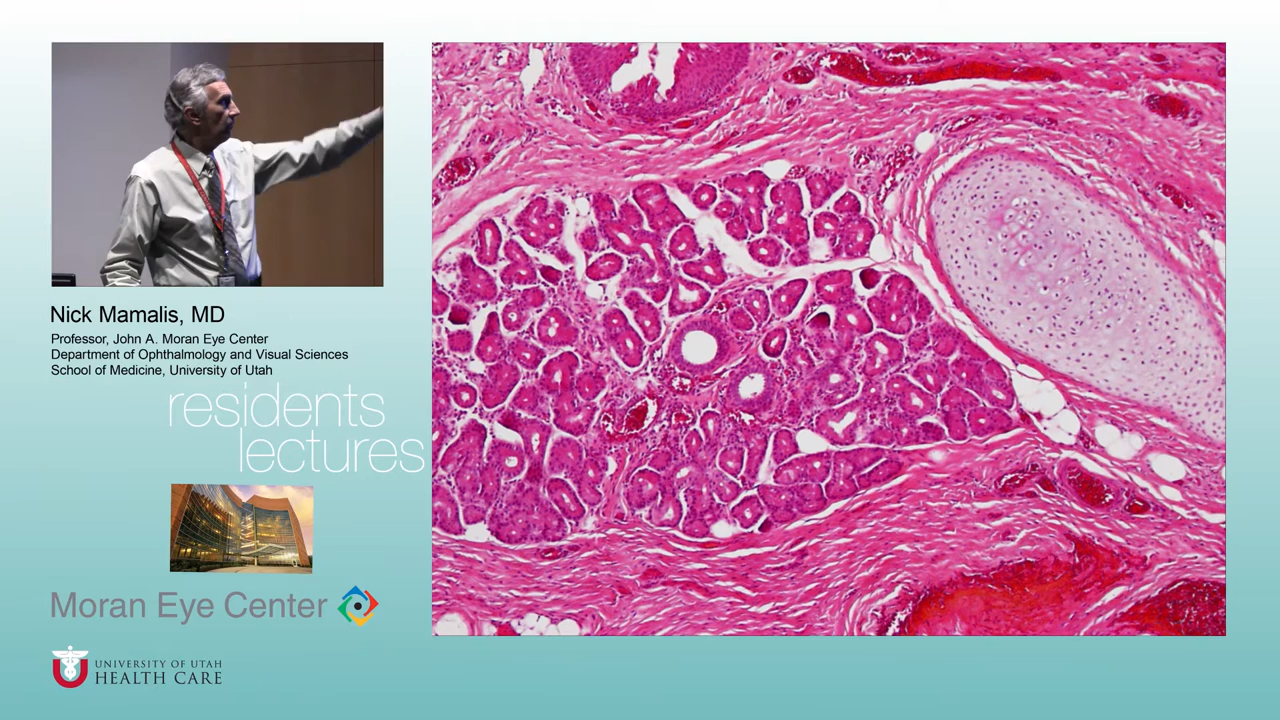 Nick Mamalis, MD
Professor, John A. Moran Eye Center
Department of Ophthalmology and Visual Sciences
School of Medicine, University of Utah
residents
lectures
Moran Eye Center
UNIVERSITY OF UTAH
HEALTH CARE